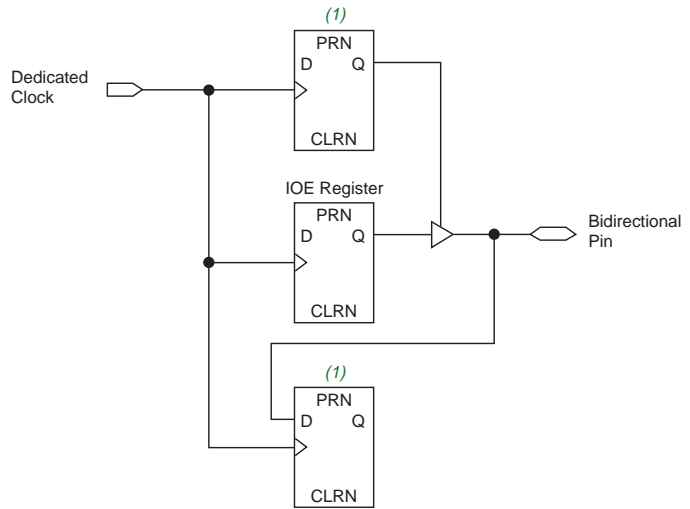 (1)
PRN
D Q
CLRN
Dedicated
Clock
IOE Register
PRN
D Q
CLRN
Bidirectional
Pin
(1)
PRN
D Q
CLRN